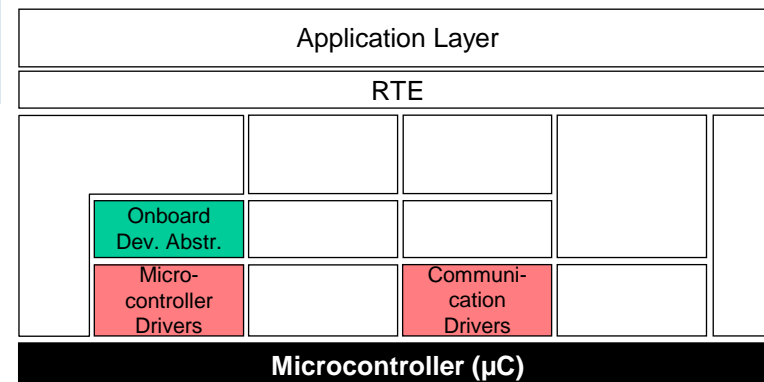 Application Layer
RTE
Onboard
Dev. Abstr.
Micro-
controller
Drivers
Communi-
cation
Drivers
Microcontroller (µC)